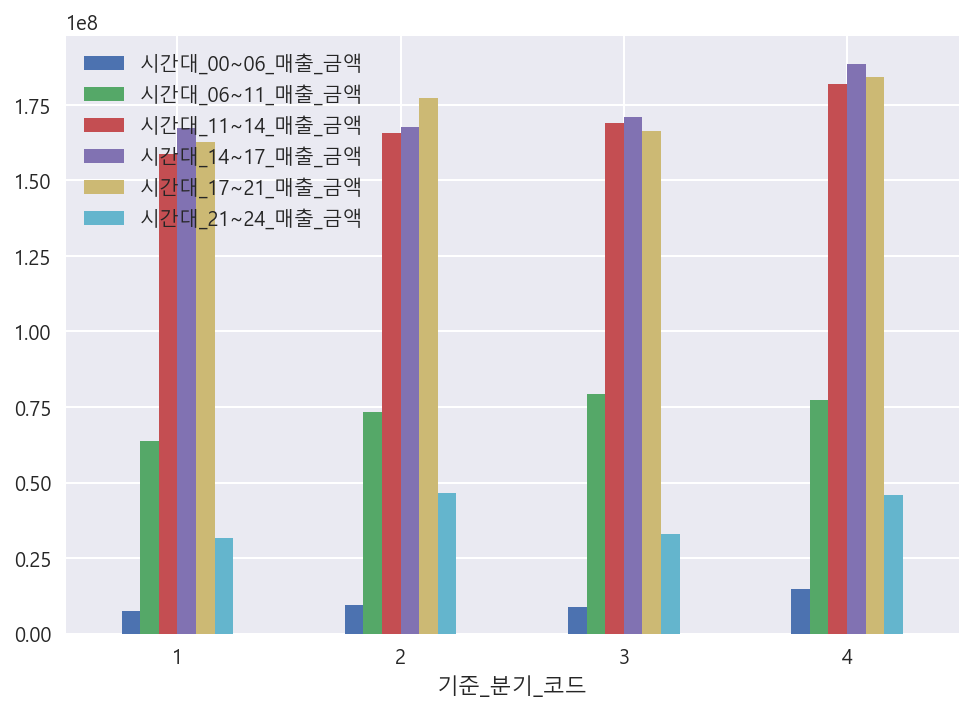 1e8
시간대_00~06_매출_금액
시간대_06~11_매출_금액
시간대_11~14_매출_금액
시간대_14~17_매출_금액
시간대_17~21_매출_금액
시간대_21~24_매출_금액
1.75
1.50
1.25
1.00
0.75
0.50
0.25
0.00
1 2 3 4
기준_분기_코드